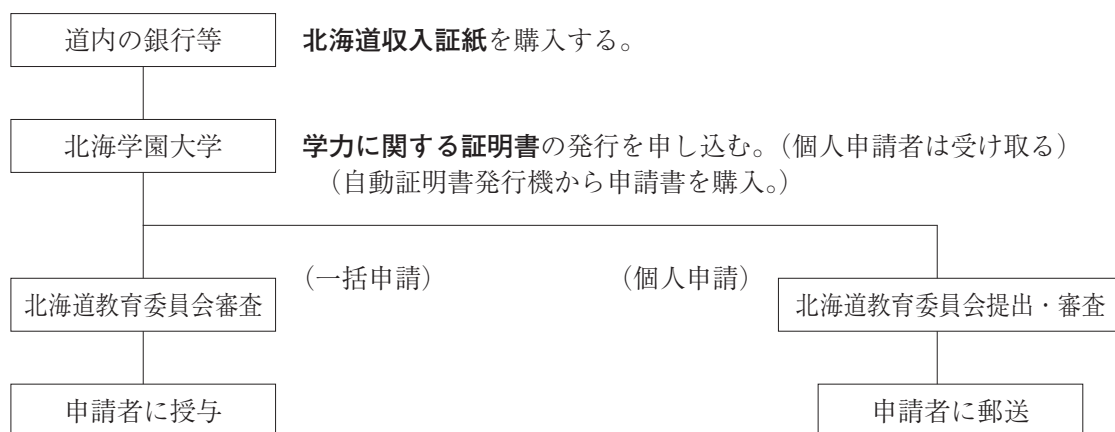 道内の銀行等
北海道収入証紙を購入する。
北海学園大学
学力に関する証明書の発行を申し込む。（個人申請者は受け取る）
（自動証明書発行機から申請書を購入。）
（一括申請）
（個人申請）
北海道教育委員会審査
北海道教育委員会提出・審査
申請者に授与
申請者に郵送